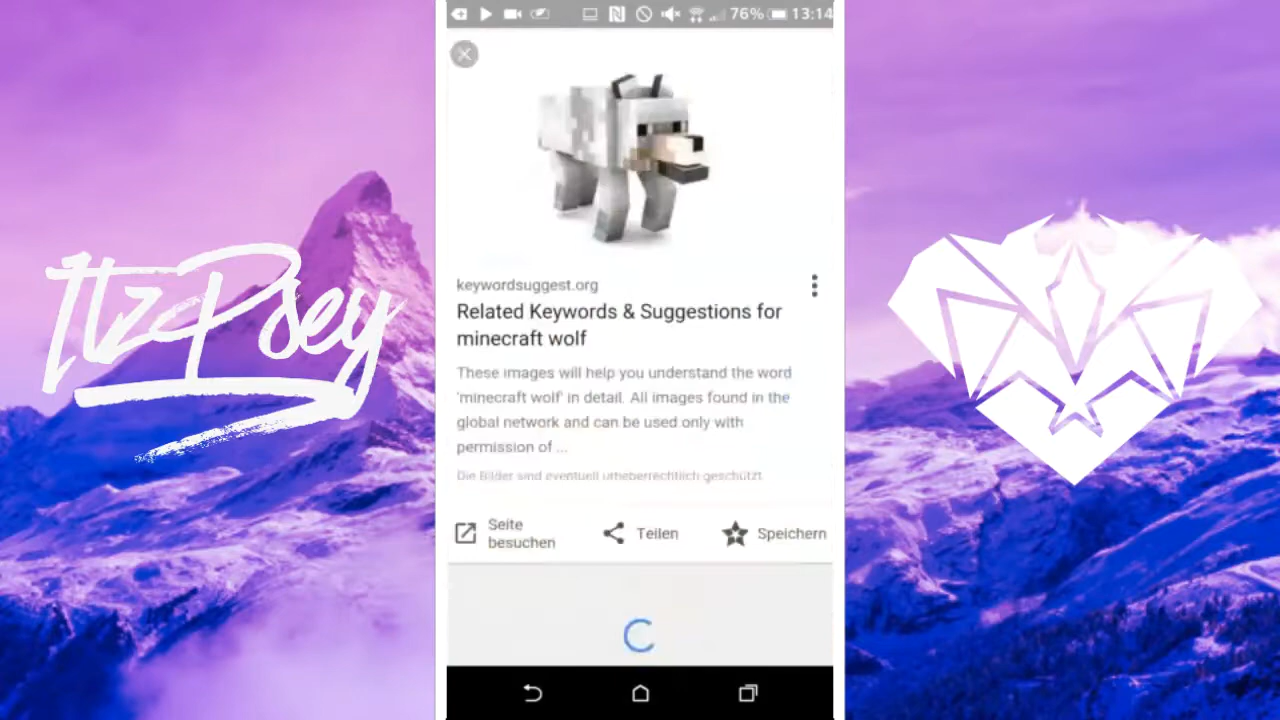 76% 13:14
ItzPsey
keywordsuggest.org
Related Keywords & Suggestions for
minecraft wolf
These images will help you understand the word
'minecraft wolf' in detail. All images found in the
global network and can be used only with
permission of ...
Die Bilder sind eventuell urheberrechtlich geschützt.
Seite
besuchen
Teilen
Speichern